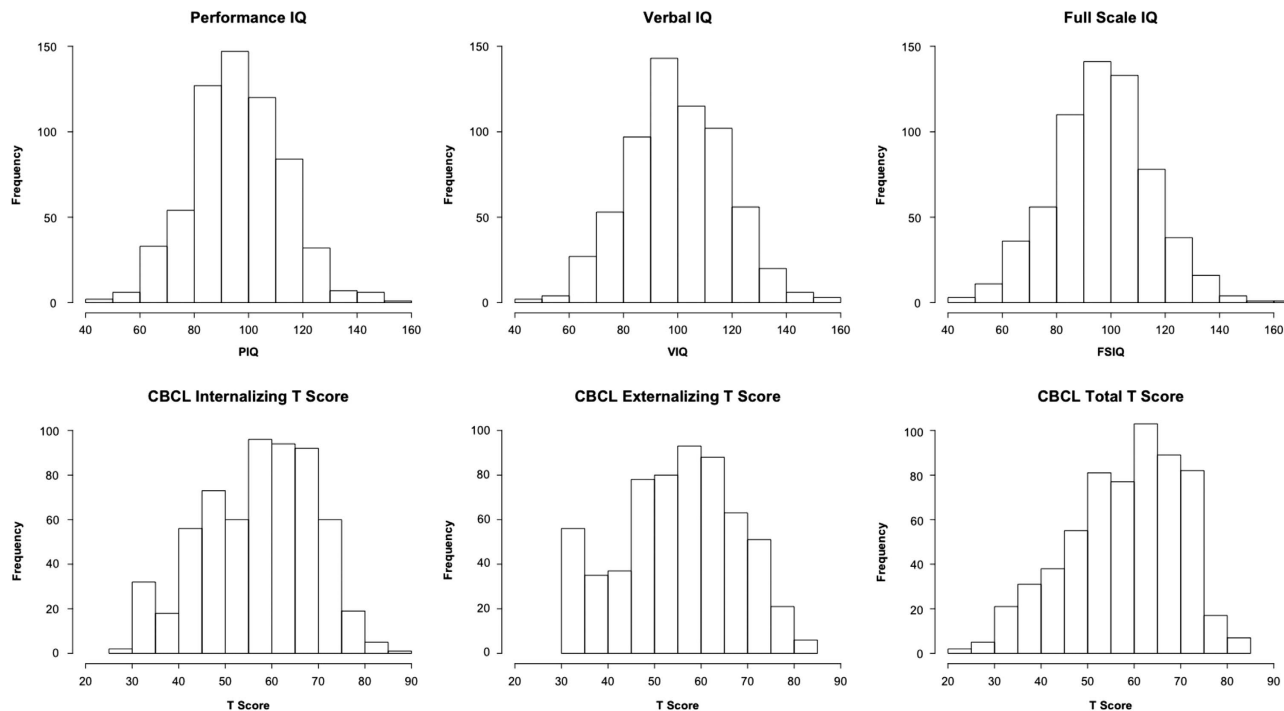 Performance IQ
Frequency
150
100
50
0
40 60 80 100 120 140 160
PIQ
Verbal IQ
Frequency
150
100
50
0
40 60 80 100 120 140 160
VIQ
Full Scale IQ
Frequency
150
100
50
0
40 60 80 100 120 140 160
FSIQ
CBCL Internalizing T Score
Frequency
100
80
60
40
20
0
20 30 40 50 60 70 80 90
T Score
CBCL Externalizing T Score
Frequency
100
80
60
40
20
0
20 30 40 50 60 70 80 90
T Score
CBCL Total T Score
Frequency
100
80
60
40
20
0
20 30 40 50 60 70 80 90
T Score